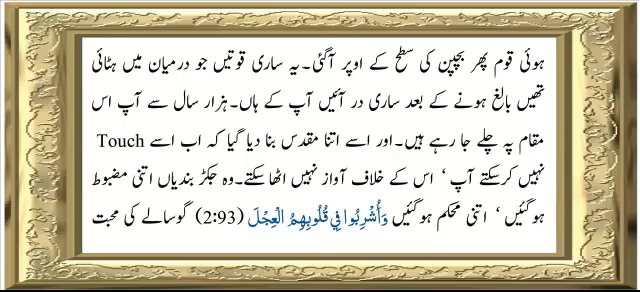 ہوئی قوم پھر بچپن کی سطح کے اوپر آگئی۔یہ ساری قوتیں جو درمیان میں ہٹائی
تھیں بالغ ہونے کے بعد ساری در آئیں آپ کے ہاں۔ہزار سال سے آپ اس
مقام پہ چلے جا رہے ہیں۔اور اسے اتنا مقدس بنا دیا گیا کہ اب اسے Touch
نہیں کرسکتے آپ‘ اس کے خلاف آواز نہیں اٹھا سکتے۔وہ جکڑ بندیاں اتنی مضبوط
ہوگئیں‘ اتنی محکم ہوگئیں وَأُشْرِبُوا فِي قُلُوبِهِمُ الْعِجْلَ (2:93) گوسالے کی محبت